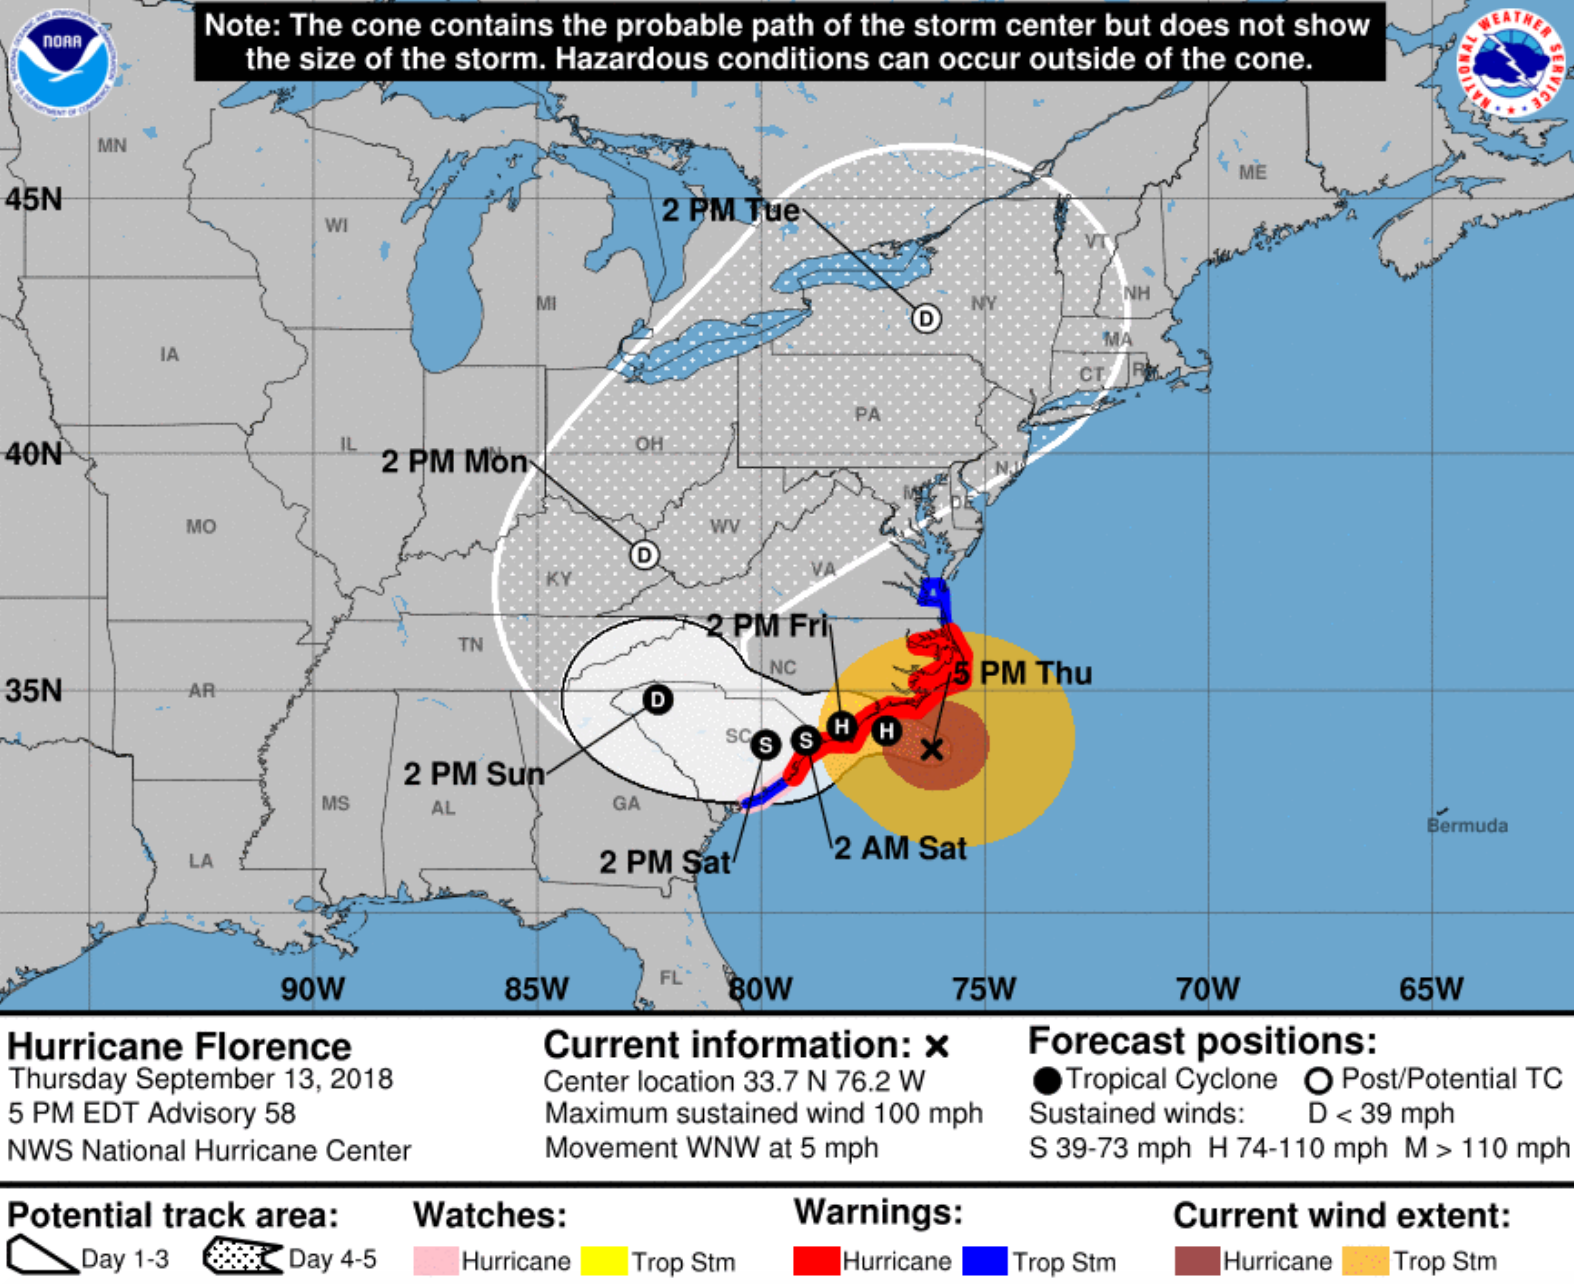 Note: The cone contains the probable path of the storm center but does not show
the size of the storm. Hazardous conditions can occur outside of the cone.
NOAA
NATIONAL WEATHER SERVICE
MN
ME
45N
2 PM Tue
WI
VT
MI
NY
NH
IA
MA
CT
PA
IL
OH
40N
2 PM Mon
NJ
MO
WV
VA
KY
2 PM Fri
TN
NC
5 PM Thu
35N
AR
D
H
H
S
S
SC
2 PM Sun
MS
AL
GA
Bermuda
2 AM Sat
2 PM Sat
LA
FL
90W
85W
80W
75W
70W
65W
Hurricane Florence
Thursday September 13, 2018
5 PM EDT Advisory 58
NWS National Hurricane Center
Current information: x
Center location 33.7 N 76.2 W
Maximum sustained wind 100 mph
Movement WNW at 5 mph
Forecast positions:
Tropical Cyclone Post/Potential TC
Sustained winds: D < 39 mph
S 39-73 mph H 74-110 mph M > 110 mph
Potential track area:
Day 1-3 Day 4-5
Watches:
Hurricane Trop Stm
Warnings:
Hurricane Trop Stm
Current wind extent:
Hurricane Trop Stm